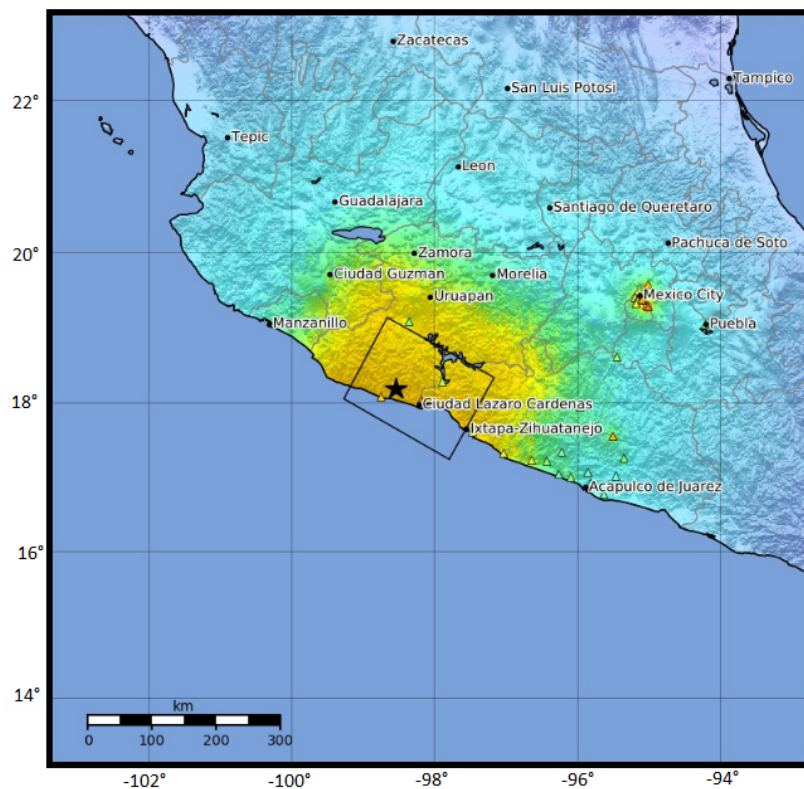 Zacatecas
Tampico
San Luis Potosi
22°
Tepic
Leon
Guadalajara
Santiago de Queretaro
Pachuca de Soto
20°
Zamora
Ciudad Guzman
Morelia
Uruapan
Mexico City
Manzanillo
Puebla
18°
Ciudad Lazaro Cardenas
Ixtapa-Zihuatanejo
Acapulco de Juarez
16°
14°
km
0 100 200 300
-102° -100° -98° -96° -94°